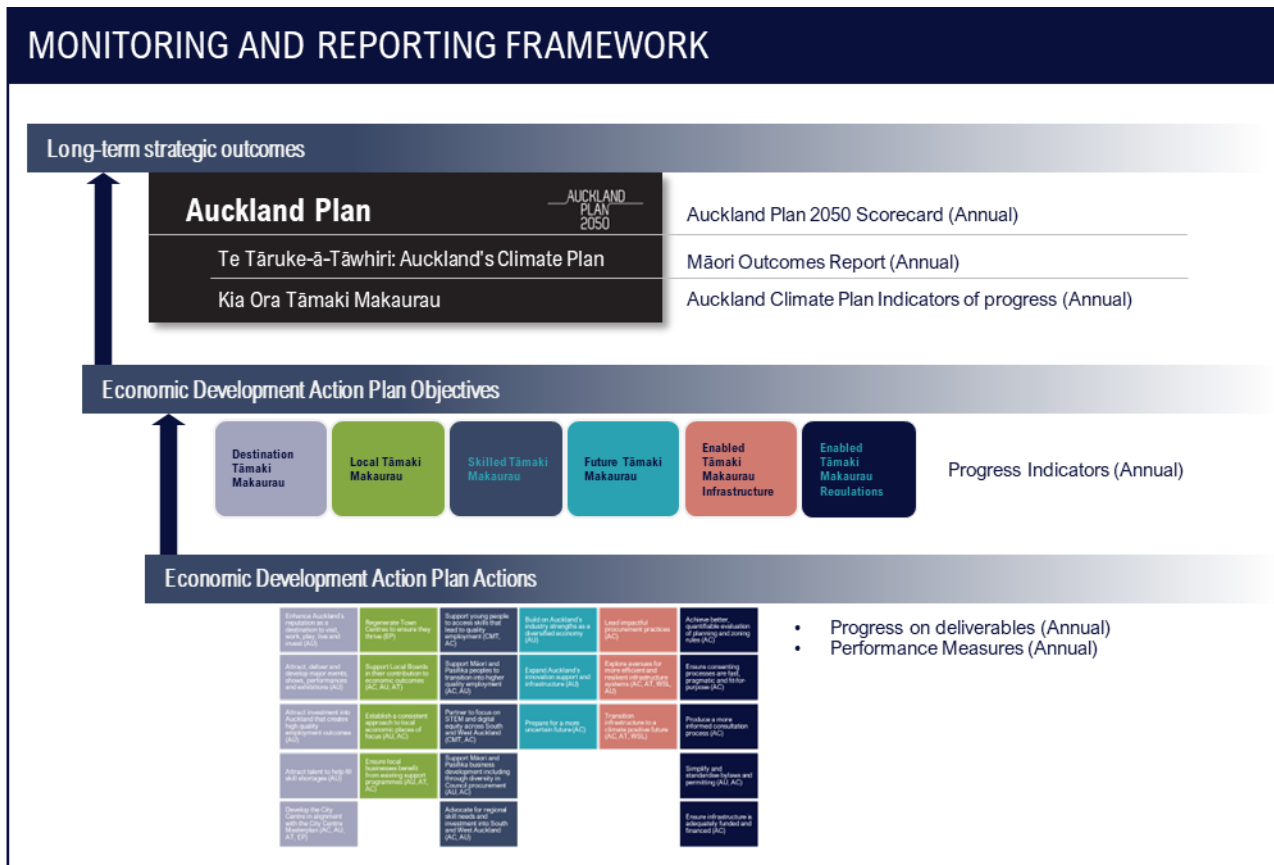 MONITORING AND REPORTING FRAMEWORK
Long-term strategic outcomes
Auckland Plan
AUCKLAND
PLAN
2050
Auckland Plan 2050 Scorecard (Annual)
Te Tāruke-ā-Tāwhiri: Auckland's Climate Plan
Māori Outcomes Report (Annual)
Kia Ora Tāmaki Makaurau
Auckland Climate Plan Indicators of progress (Annual)
Economic Development Action Plan Objectives
Destination
Tāmaki
Makaurau
Local Tāmaki
Makaurau
Skilled Tāmaki
Makaurau
Future Tāmaki
Makaurau
Enabled
Tāmaki
Makaurau
Infrastructure
Enabled
Tāmaki
Makaurau
Regulations
Progress Indicators (Annual)
Economic Development Action Plan Actions
Enhance Auckland's
reputation as a
destination to visit,
work, play, live and
invest (AU)
Regenerate Town
Centres to ensure they
thrive (EP)
Support young people
to access skills that
lead to quality
employment (CMT,
AC)
Build on Auckland's
industry strengths as a
diversified economy
(AU)
Lead impactful
procurement practices
(AC)
Achieve better,
quantifiable evaluation
of planning and zoning
rules (AC)
• Progress on deliverables (Annual)
• Performance Measures (Annual)
Attract, deliver and
develop major events,
shows, performances
and exhibitions (AU)
Support Local Boards
in their contribution to
economic outcomes
(AC, AU, AT)
Support Māori and
Pasifika peoples to
transition into higher
quality employment
(AC, AU)
Expand Auckland's
innovation support and
infrastructure (AU)
Explore avenues for
more efficient and
resilient infrastructure
systems (AC, AT, WSL,
AU)
Ensure consenting
processes are fast,
pragmatic and fit-for-
purpose (AC)
Attract investment into
Auckland that creates
high quality
employment outcomes
(AU)
Establish a consistent
approach to local
economic places of
focus (AU, AC)
Partner to focus on
STEM and digital
equity across South
and West Auckland
(CMT, AC)
Prepare for a more
uncertain future (AC)
Transition
infrastructure to a
climate positive future
(AC, AT, WSL)
Produce a more
informed consultation
process (AC)
Attract talent to help fill
skill shortages (AU)
Ensure local
businesses benefit
from existing support
programmes (AU, AT,
AC)
Support Māori and
Pasifika business
development including
through diversity in
Council procurement
(AU, AC)
Simplify and
standardise bylaws and
permitting (AU, AC)
Develop the City
Centre in alignment
with the City Centre
Masterplan (AC, AU,
AT, EP)
Advocate for regional
skill needs and
investment into South
and West Auckland
(AC, AU)
Ensure infrastructure is
adequately funded and
financed (AC)